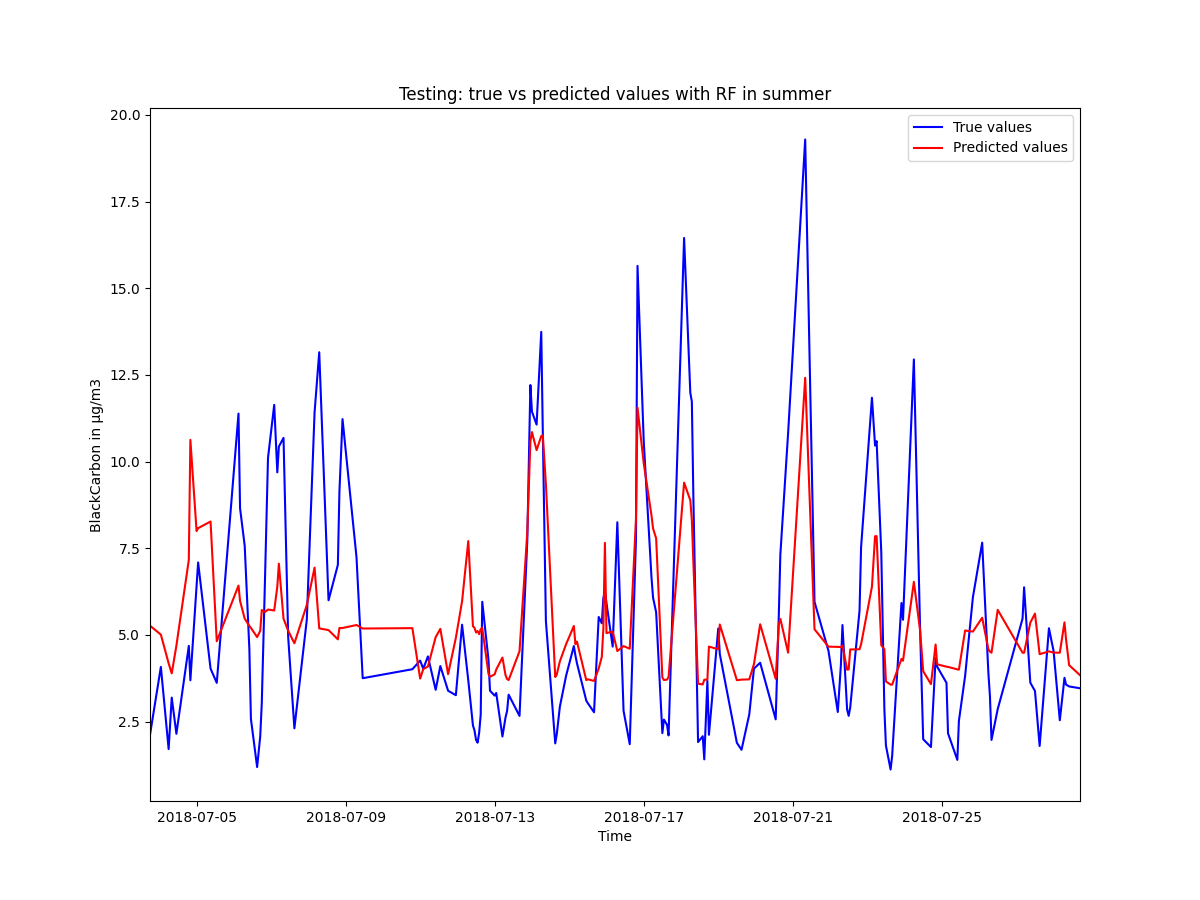 Testing: true vs predicted values with RF in summer
True values
Predicted values
BlackCarbon in µg/m3
20.0
17.5
15.0
12.5
10.0
7.5
5.0
2.5
2018-07-05
2018-07-09
2018-07-13
2018-07-17
2018-07-21
2018-07-25
Time